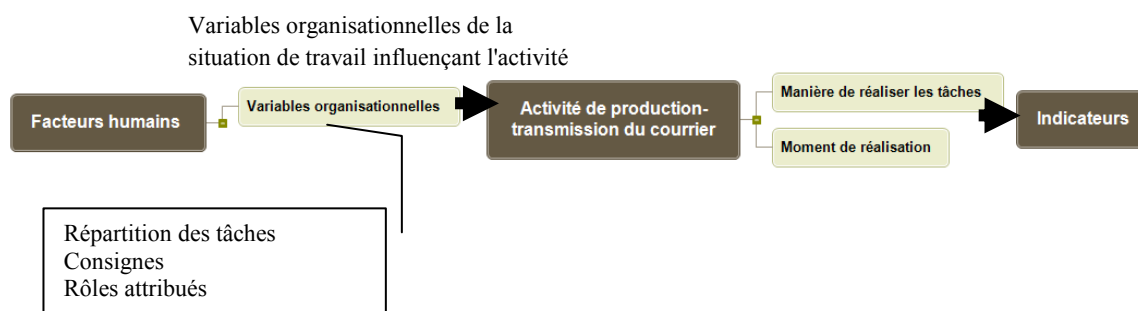 Variables organisationnelles de la
situation de travail influençant l'activité
Facteurs humains
Variables organisationnelles
Activité de production-
transmission du courrier
Manière de réaliser les tâches
Moment de réalisation
Indicateurs
Répartition des tâches
Consignes
Rôles attribués